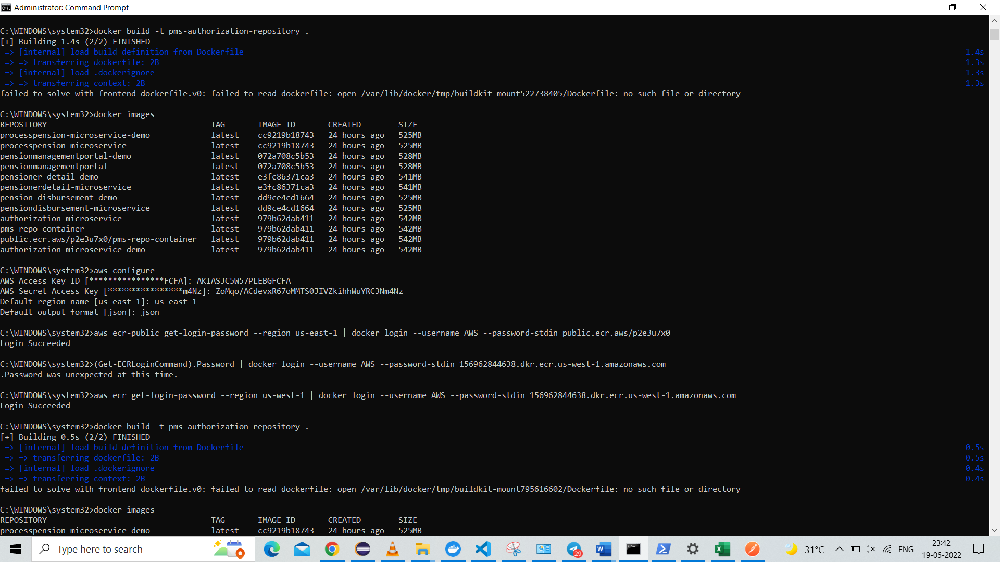 Administrator: Command Prompt
C:\WINDOWS\system32>docker build -t pms-authorization-repository .
[+] Building 1.4s (2/2) FINISHED
=> [internal] load build definition from Dockerfile 1.4s
=> => transferring dockerfile: 2B 1.3s
=> [internal] load .dockerignore 1.3s
=> => transferring context: 2B 1.3s
failed to solve with frontend dockerfile.v0: failed to read dockerfile: open /var/lib/docker/tmp/buildkit-mount522738405/Dockerfile: no such file or directory
C:\WINDOWS\system32>docker images
REPOSITORY TAG IMAGE ID CREATED SIZE
processpension-microservice-demo latest cc9219b18743 24 hours ago 525MB
processpension-microservice latest cc9219b18743 24 hours ago 525MB
pensionmanagementportal-demo latest 072a708c5b53 24 hours ago 528MB
pensionmanagementportal latest 072a708c5b53 24 hours ago 528MB
pensioner-detail-demo latest e3fc86371ca3 24 hours ago 541MB
pensionerdetail-microservice latest e3fc86371ca3 24 hours ago 541MB
pension-disbursement-demo latest dd9ce4cd1664 24 hours ago 525MB
pensiondisbursement-microservice latest dd9ce4cd1664 24 hours ago 525MB
authorization-microservice latest 979b62dab411 24 hours ago 542MB
pms-repo-container latest 979b62dab411 24 hours ago 542MB
public.ecr.aws/p2e3u7x0/pms-repo-container latest 979b62dab411 24 hours ago 542MB
authorization-microservice-demo latest 979b62dab411 24 hours ago 542MB
C:\WINDOWS\system32>aws configure
AWS Access Key ID [****************FCFA]: AKIASJC5W57PLEBGFCFA
AWS Secret Access Key [****************m4Nz]: 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
Default region name [us-east-1]: us-east-1
Default output format [json]: json
C:\WINDOWS\system32>aws ecr-public get-login-password --region us-east-1 | docker login --username AWS --password-stdin public.ecr.aws/p2e3u7x0
Login Succeeded
C:\WINDOWS\system32>(Get-ECRLoginCommand).Password | docker login --username AWS --password-stdin 156962844638.dkr.ecr.us-west-1.amazonaws.com
.Password was unexpected at this time.
C:\WINDOWS\system32>aws ecr get-login-password --region us-west-1 | docker login --username AWS --password-stdin 156962844638.dkr.ecr.us-west-1.amazonaws.com
Login Succeeded
C:\WINDOWS\system32>docker build -t pms-authorization-repository .
[+] Building 0.5s (2/2) FINISHED
=> [internal] load build definition from Dockerfile 0.5s
=> => transferring dockerfile: 2B 0.5s
=> [internal] load .dockerignore 0.4s
=> => transferring context: 2B 0.4s
failed to solve with frontend dockerfile.v0: failed to read dockerfile: open /var/lib/docker/tmp/buildkit-mount795616602/Dockerfile: no such file or directory
C:\WINDOWS\system32>docker images
REPOSITORY TAG IMAGE ID CREATED SIZE
processpension-microservice-demo latest cc9219b18743 24 hours ago 525MB
Type here to search
29
31°C
ENG
23:42
19-05-2022